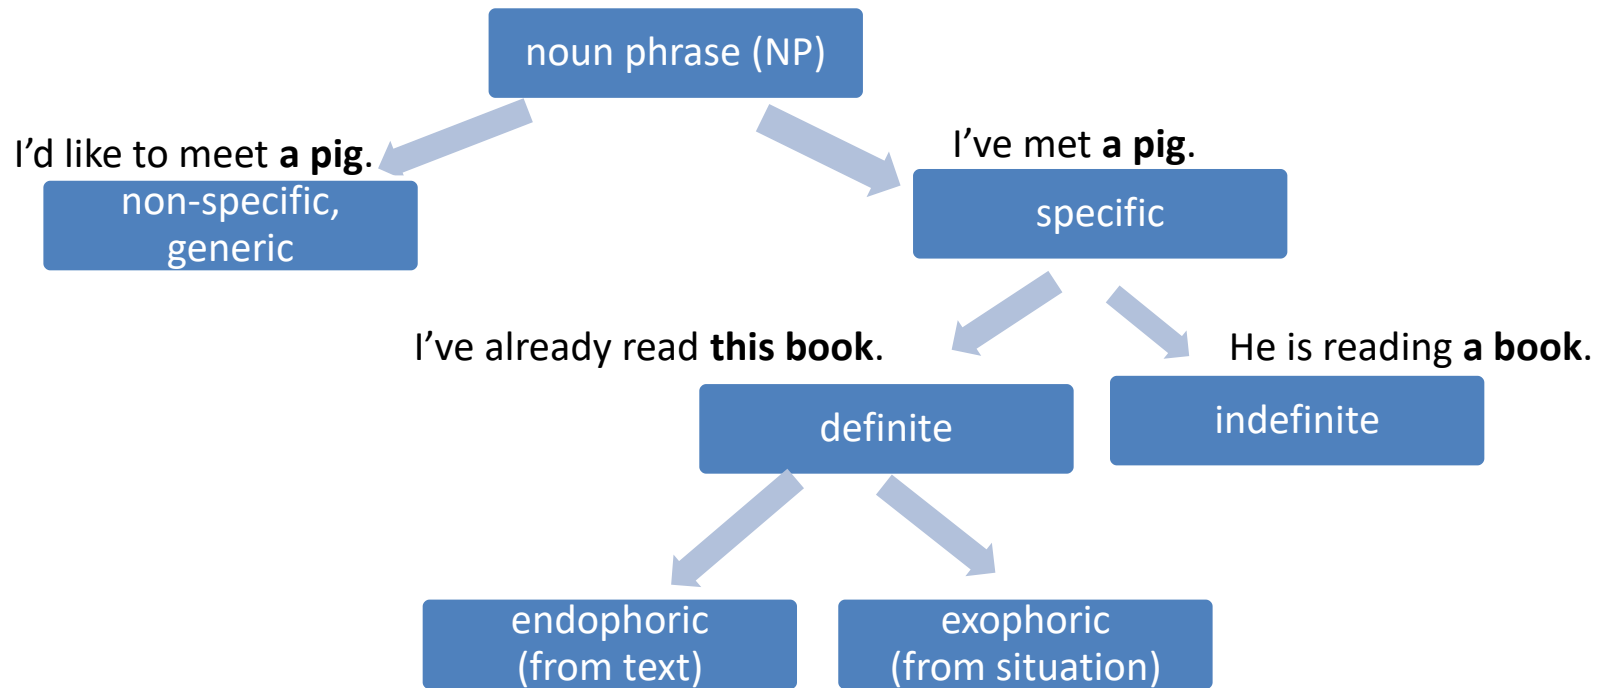 noun phrase (NP)
I’d like to meet a pig.
I’ve met a pig.
non-specific,
generic
specific
I’ve already read this book.
He is reading a book.
definite
indefinite
endophoric
(from text)
exophoric
(from situation)